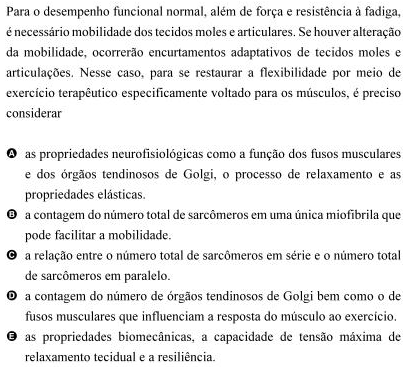 Para o desempenho funcional normal, além de força e resistência à fadiga,
é necessário mobilidade dos tecidos moles e articulares. Se houver alteração
da mobilidade, ocorrerão encurtamentos adaptativos de tecidos moles e
articulações. Nesse caso, para se restaurar a flexibilidade por meio de
exercício terapêutico especificamente voltado para os músculos, é preciso
considerar
A as propriedades neurofisiológicas como a função dos fusos musculares
e dos órgãos tendinosos de Golgi, o processo de relaxamento e as
propriedades elásticas.
B a contagem do número total de sarcômeros em uma única miofibrila que
pode facilitar a mobilidade.
C a relação entre o número total de sarcômeros em série e o número total
de sarcômeros em paralelo.
D a contagem do número de órgãos tendinosos de Golgi bem como o de
fusos musculares que influenciam a resposta do músculo ao exercício.
E as propriedades biomecânicas, a capacidade de tensão máxima de
relaxamento tecidual e a resiliência.